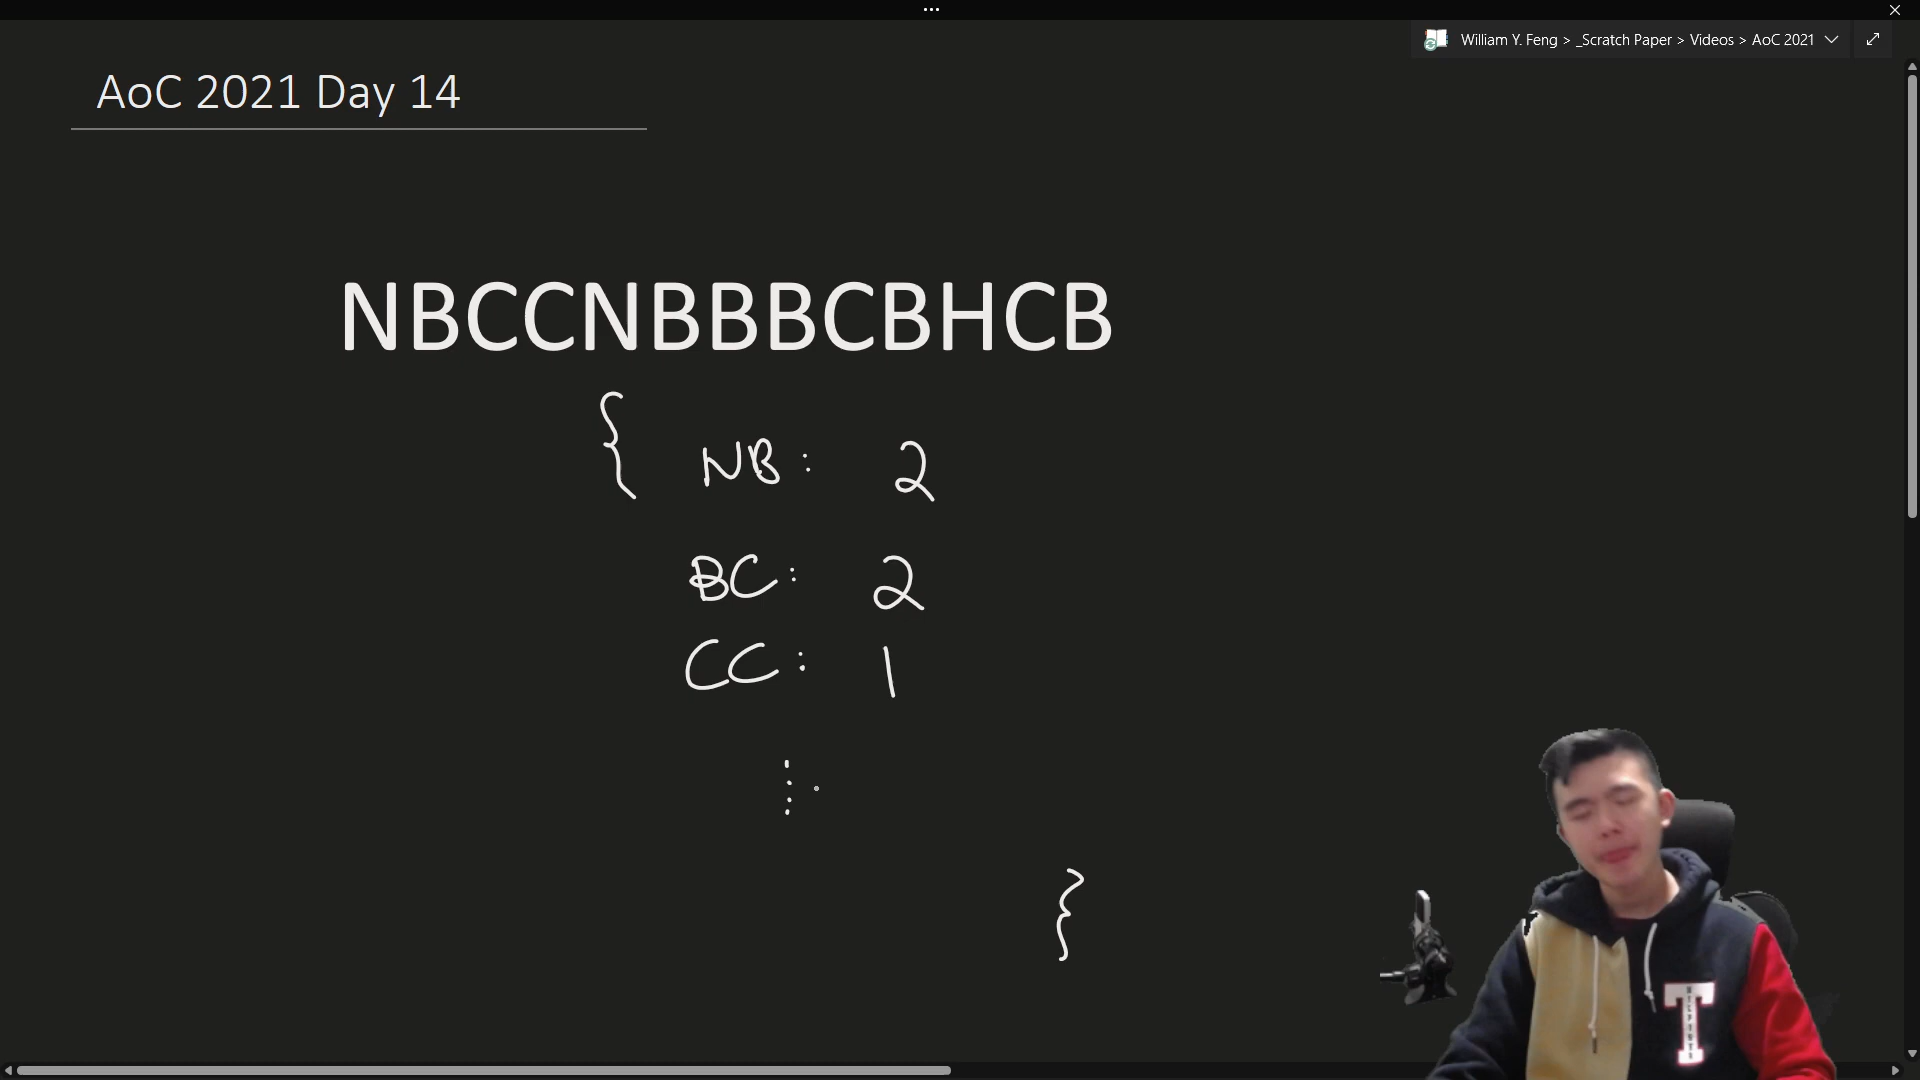 William Y. Feng > _Scratch Paper > Videos > AoC 2021
AoC 2021 Day 14
NBCCNBBBCBHCB
{ NB: 2
BC: 2
CC: 1
⋮
}
T